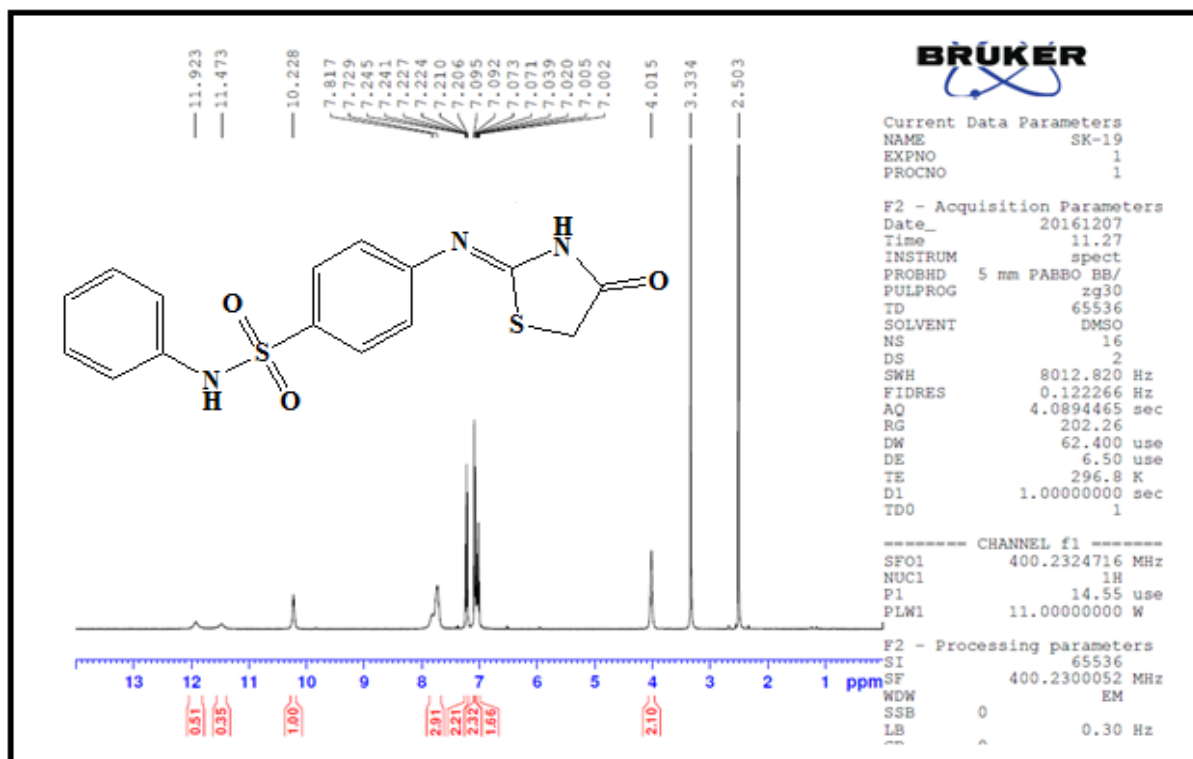 11.923
11.473
10.228
7.817
7.729
7.245
7.241
7.227
7.224
7.210
7.206
7.095
7.092
7.073
7.071
7.039
7.020
7.005
7.002
4.015
3.334
2.503
BRUKER
Current Data Parameters
NAME SK-19
EXPNO 1
PROCNO 1
F2 - Acquisition Parameters
Date_ 20161207
Time 11.27
INSTRUM spect
PROBHD 5 mm PABBO BB/
PULPROG zg30
TD 65536
SOLVENT DMSO
NS 16
DS 2
SWH 8012.820 Hz
FIDRES 0.122266 Hz
AQ 4.0894465 sec
RG 202.26
DW 62.400 use
DE 6.50 use
TE 296.8 K
D1 1.00000000 sec
TD0 1
======== CHANNEL f1 ========
SFO1 400.2324716 MHz
NUC1 1H
P1 14.55 use
PLW1 11.00000000 W
F2 - Processing parameters
SI 65536
SF 400.2300052 MHz
WDW EM
SSB 0
LB 0.30 Hz
H
N
N
O
S
O
S
O
N
H
13 12 11 10 9 8 7 6 5 4 3 2 1 ppm
0.51
0.35
1.00
2.91
2.21
2.32
1.66
2.10